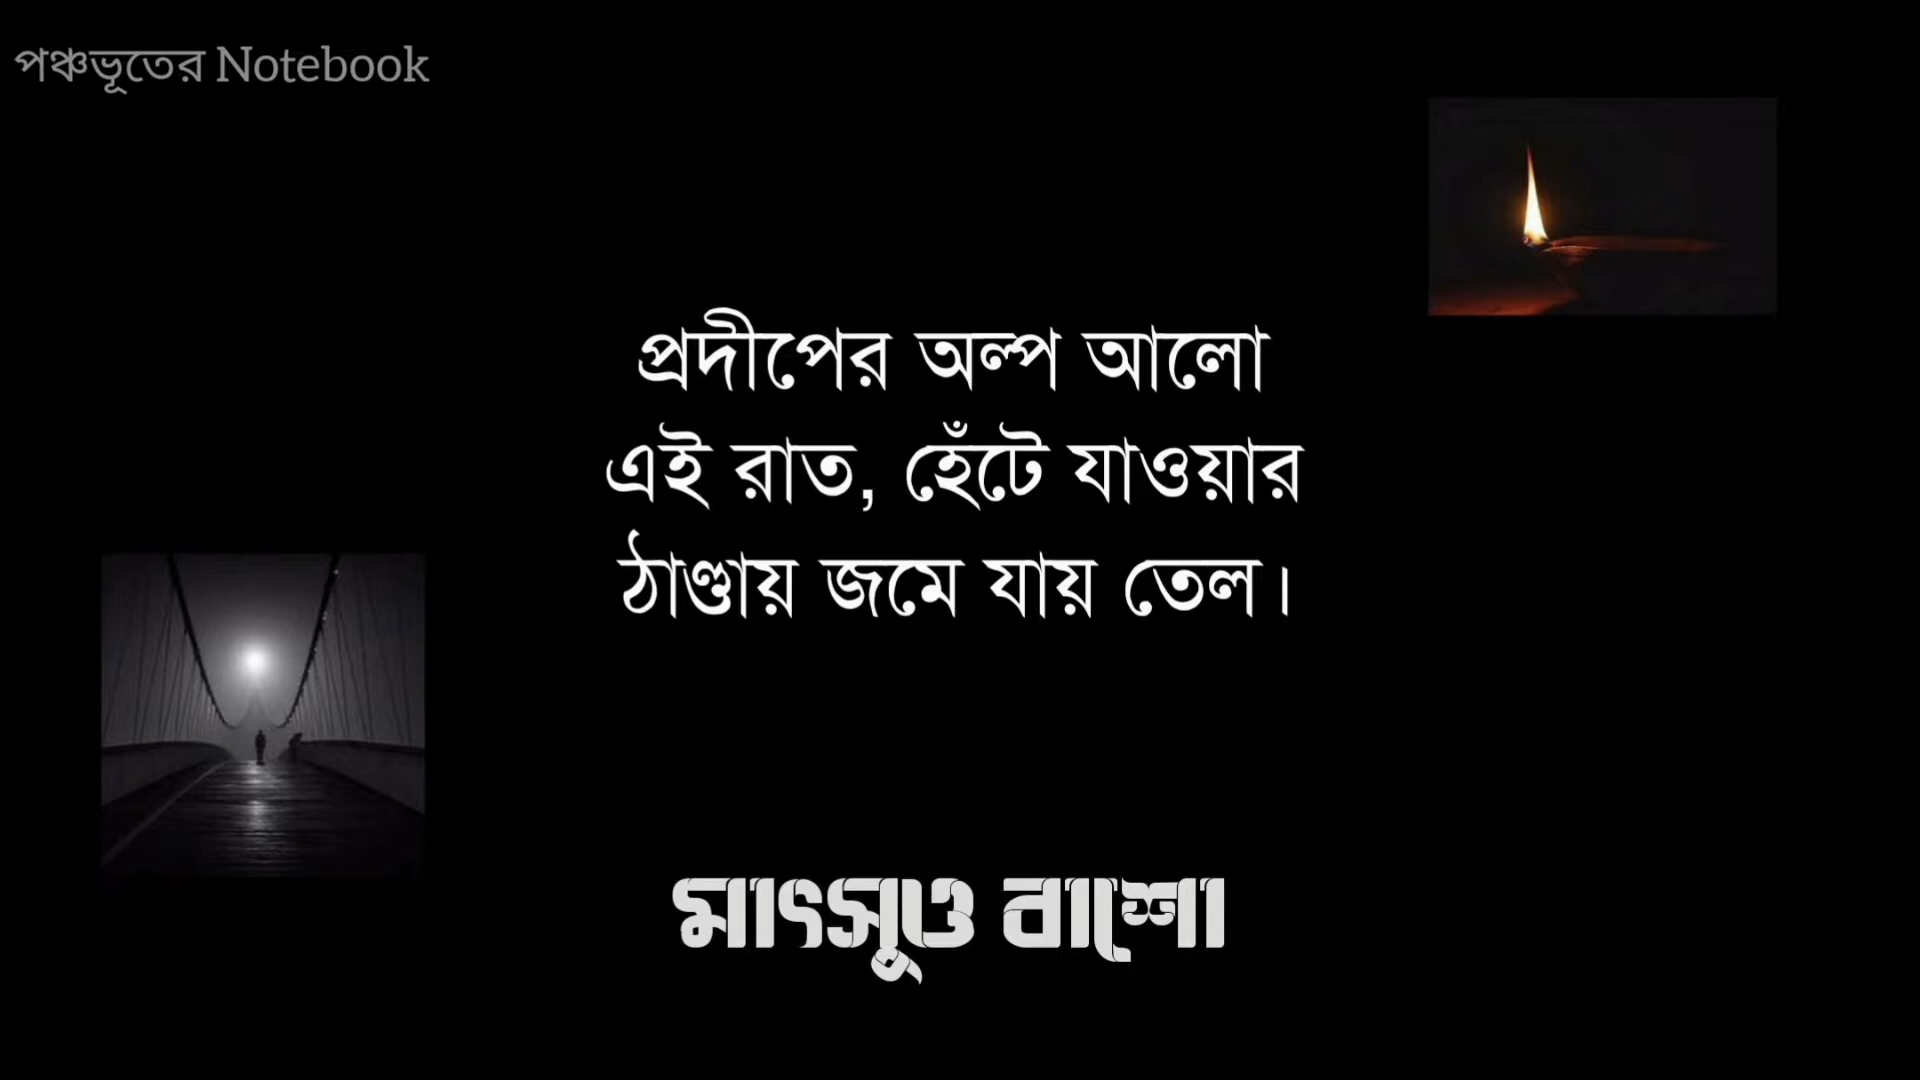 পঞ্চভূতের Notebook
প্রদীপের অল্প আলো
এই রাত, হেঁটে যাওয়ার
ঠাণ্ডায় জমে যায় তেল।
মাৎসুও বাশো